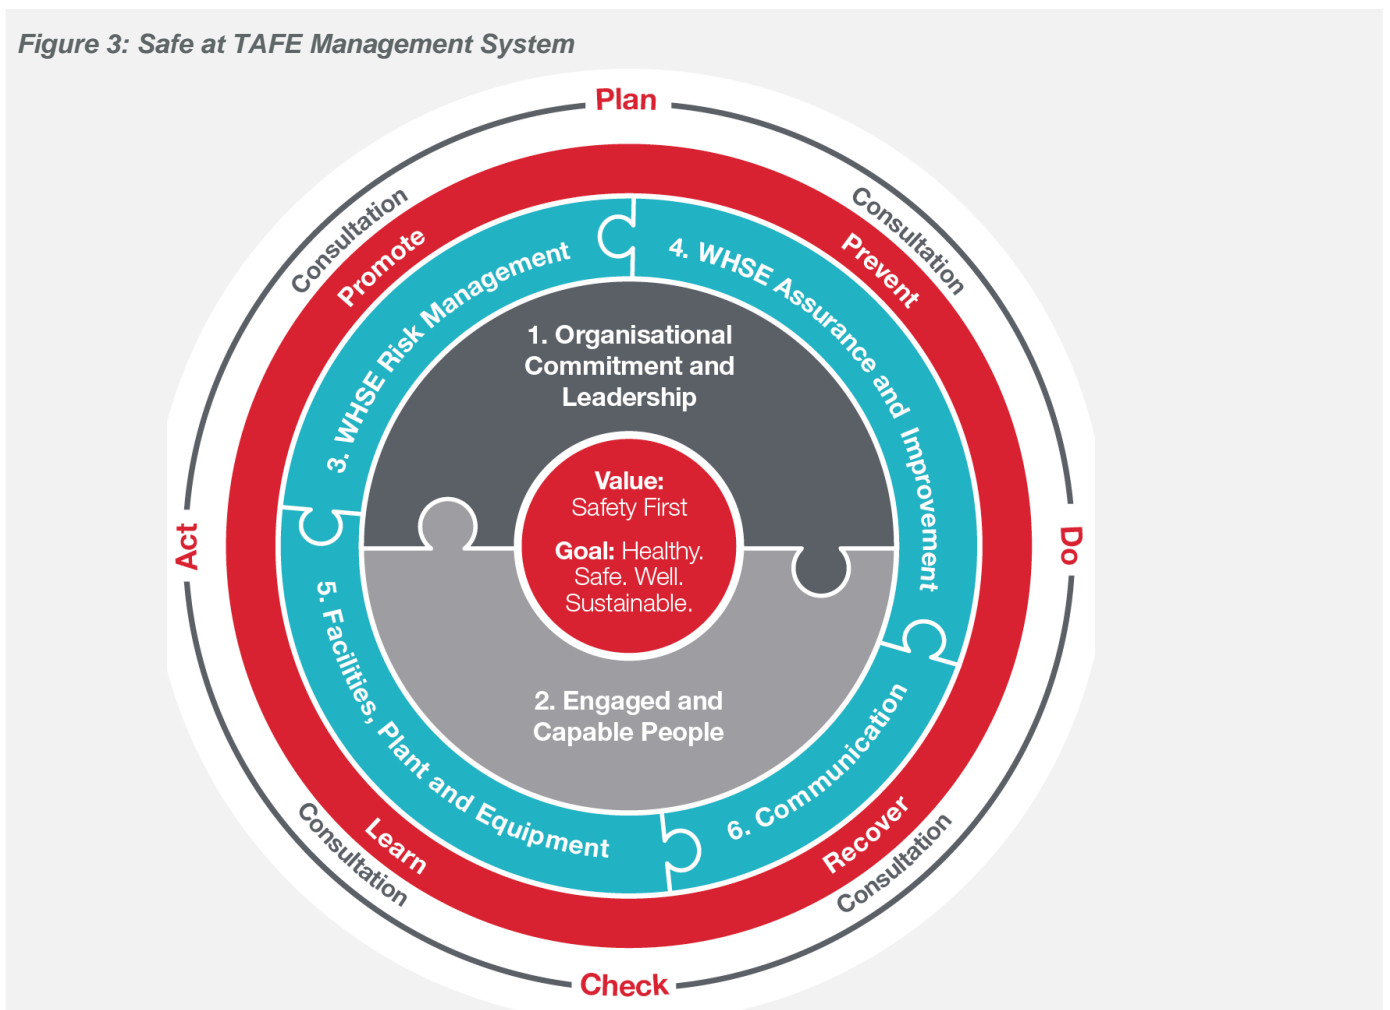 Figure 3: Safe at TAFE Management System
Plan
Consultation
Consultation
Promote
Prevent
3. WHSE Risk Management
4. WHSE Assurance and Improvement
1. Organisational
Commitment and
Leadership
Value:
Safety First
Goal: Healthy.
Safe. Well.
Sustainable.
Act
Do
2. Engaged and
Capable People
5. Facilities, Plant and Equipment
6. Communication
Learn
Recover
Consultation
Consultation
Check